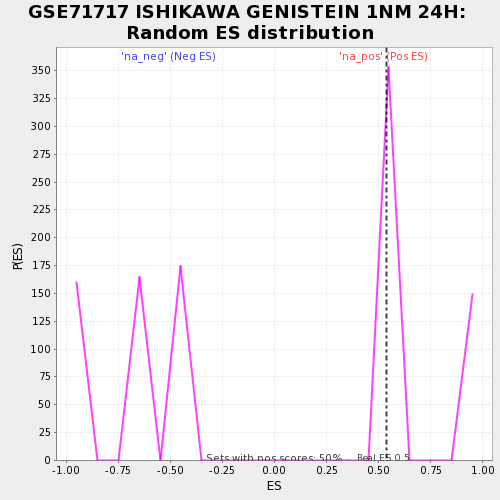 GSE71717 ISHIKAWA GENISTEIN 1NM 24H:
Random ES distribution
'na_neg' (Neg ES)
'na_pos' (Pos ES)
350
325
300
275
250
225
200
175
150
125
100
75
50
25
0
P(ES)
Sets with pos scores: 50%
Real ES 0.5
-1.00 -0.75 -0.50 -0.25 0.00 0.25 0.50 0.75 1.00
ES